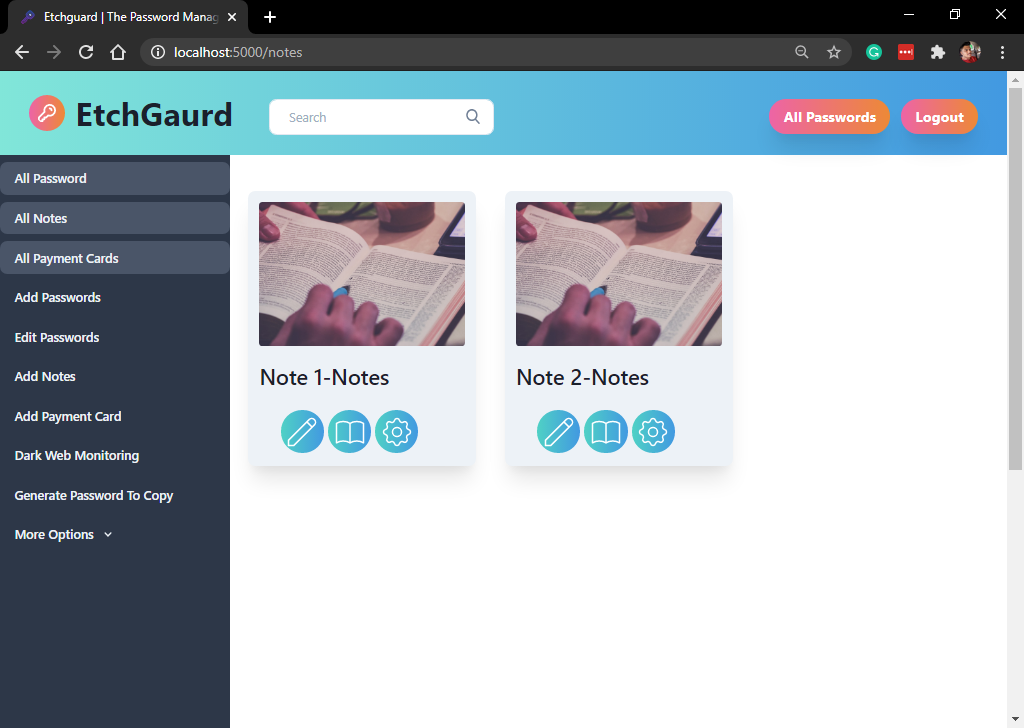 Etchguard | The Password Manag
localhost:5000/notes
EtchGaurd
Search
All Passwords
Logout
All Password
All Notes
All Payment Cards
Add Passwords
Edit Passwords
Add Notes
Add Payment Card
Dark Web Monitoring
Generate Password To Copy
More Options
Note 1-Notes
Note 2-Notes